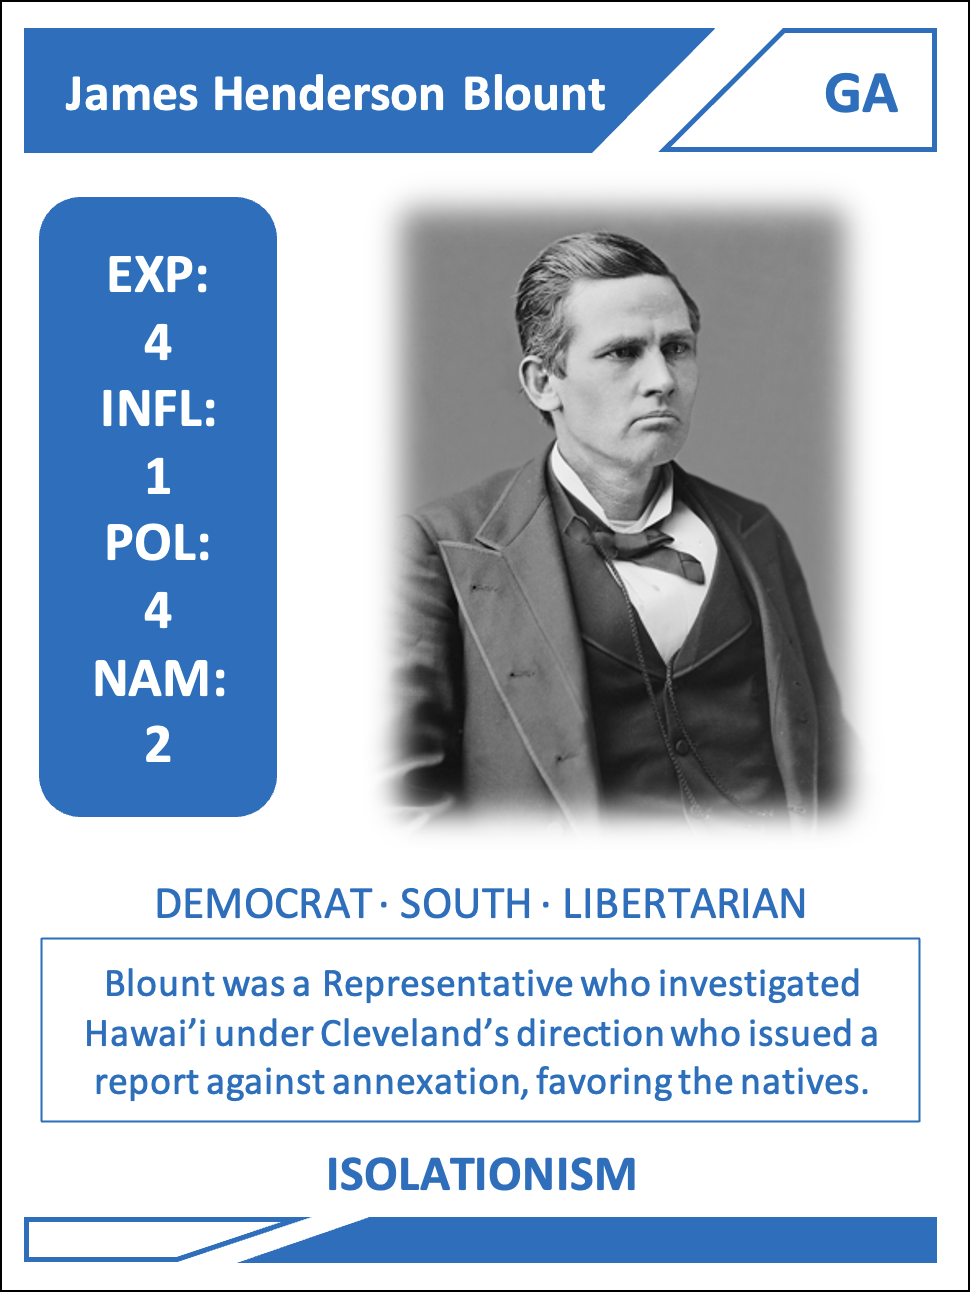 James Henderson Blount
GA
EXP:
4
INFL:
1
POL:
4
NAM:
2
DEMOCRAT · SOUTH · LIBERTARIAN
Blount was a Representative who investigated
Hawai’i under Cleveland’s direction who issued a
report against annexation, favoring the natives.
ISOLATIONISM